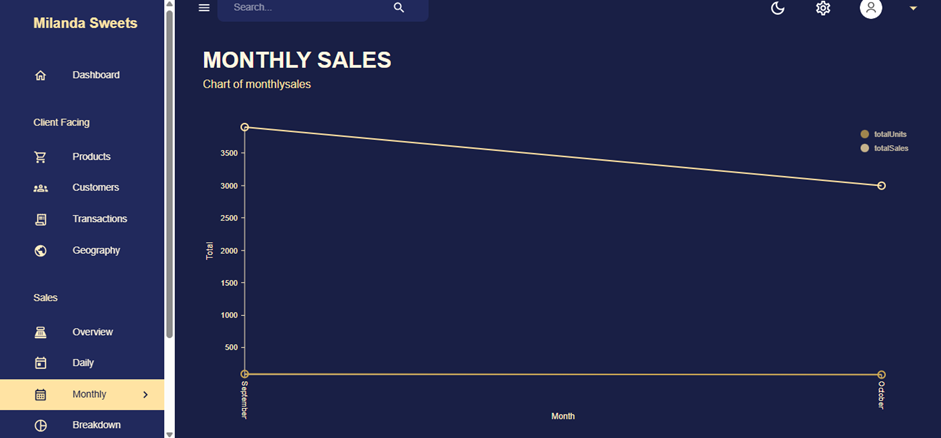 Milanda Sweets
Search...
Dashboard
Client Facing
Products
Customers
Transactions
Geography
Sales
Overview
Daily
Monthly
Breakdown
MONTHLY SALES
Chart of monthlysales
totalUnits
totalSales
3500
3000
2500
2000
1500
1000
500
Total
September
October
Month